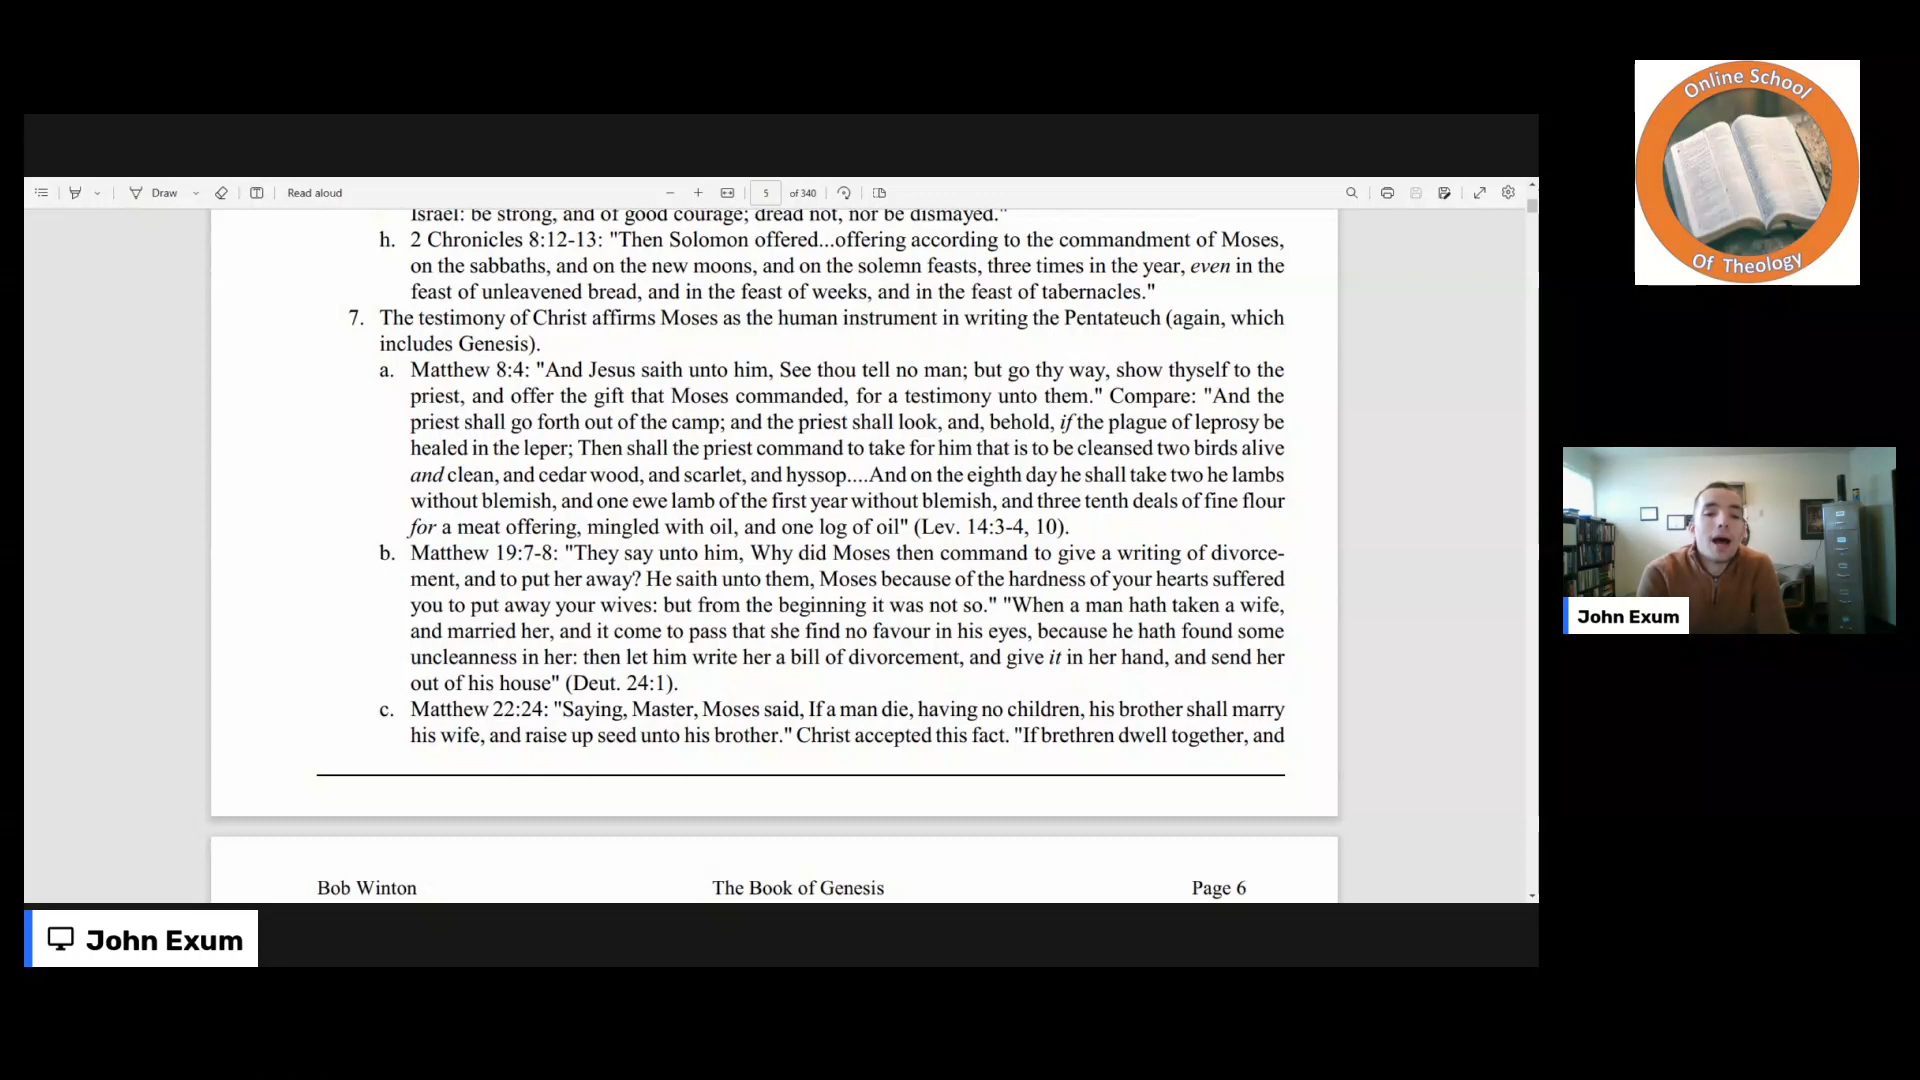 Online School
Of Theology
Draw
Read aloud
5
of 340
Israel: be strong, and of good courage; dread not, nor be dismayed."
h. 2 Chronicles 8:12-13: "Then Solomon offered...offering according to the commandment of Moses,
on the sabbaths, and on the new moons, and on the solemn feasts, three times in the year, even in the
feast of unleavened bread, and in the feast of weeks, and in the feast of tabernacles."
7. The testimony of Christ affirms Moses as the human instrument in writing the Pentateuch (again, which
includes Genesis).
a. Matthew 8:4: "And Jesus saith unto him, See thou tell no man; but go thy way, show thyself to the
priest, and offer the gift that Moses commanded, for a testimony unto them." Compare: "And the
priest shall go forth out of the camp; and the priest shall look, and, behold, if the plague of leprosy be
healed in the leper; Then shall the priest command to take for him that is to be cleansed two birds alive
and clean, and cedar wood, and scarlet, and hyssop....And on the eighth day he shall take two he lambs
without blemish, and one ewe lamb of the first year without blemish, and three tenth deals of fine flour
for a meat offering, mingled with oil, and one log of oil" (Lev. 14:3-4, 10).
b. Matthew 19:7-8: "They say unto him, Why did Moses then command to give a writing of divorce-
ment, and to put her away? He saith unto them, Moses because of the hardness of your hearts suffered
you to put away your wives: but from the beginning it was not so." "When a man hath taken a wife,
and married her, and it come to pass that she find no favour in his eyes, because he hath found some
uncleanness in her: then let him write her a bill of divorcement, and give it in her hand, and send her
out of his house" (Deut. 24:1).
c. Matthew 22:24: "Saying, Master, Moses said, If a man die, having no children, his brother shall marry
his wife, and raise up seed unto his brother." Christ accepted this fact. "If brethren dwell together, and
Bob Winton
The Book of Genesis
Page 6
John Exum
John Exum